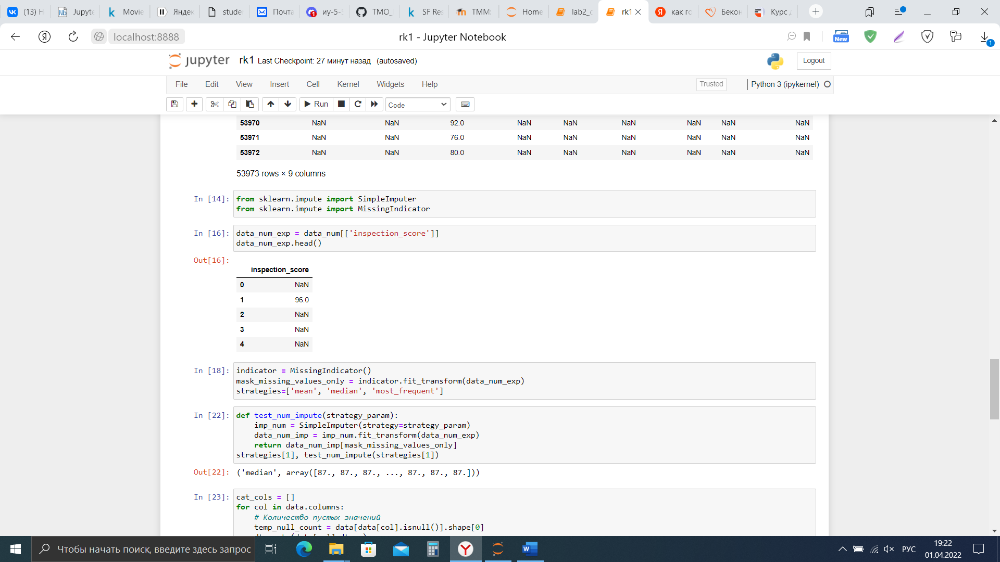 (13) Н
Jupyte
Movie
Яндек
studer
Почта
иу-5-5
TMO_
SF Res
TMM:
Home
lab2_c
rk1
как го
Бекон
Курс
localhost:8888
rk1 - Jupyter Notebook
New
1
jupyter rk1 Last Checkpoint: 27 минут назад (autosaved)
Logout
File Edit View Insert Cell Kernel Widgets Help
Trusted
Python 3 (ipykernel)
Run
Code
53970 NaN NaN 92.0 NaN NaN NaN NaN NaN NaN
53971 NaN NaN 76.0 NaN NaN NaN NaN NaN NaN
53972 NaN NaN 80.0 NaN NaN NaN NaN NaN NaN
53973 rows × 9 columns
In [14]: from sklearn.impute import SimpleImputer
from sklearn.impute import MissingIndicator
In [16]: data_num_exp = data_num[['inspection_score']]
data_num_exp.head()
Out[16]:
inspection_score
0 NaN
1 96.0
2 NaN
3 NaN
4 NaN
In [18]: indicator = MissingIndicator()
mask_missing_values_only = indicator.fit_transform(data_num_exp)
strategies=['mean', 'median', 'most_frequent']
In [22]: def test_num_impute(strategy_param):
imp_num = SimpleImputer(strategy=strategy_param)
data_num_imp = imp_num.fit_transform(data_num_exp)
return data_num_imp[mask_missing_values_only]
strategies[1], test_num_impute(strategies[1])
Out[22]: ('median', array([87., 87., 87., ..., 87., 87., 87.]))
In [23]: cat_cols = []
for col in data.columns:
# Количество пустых значений
temp_null_count = data[data[col].isnull()].shape[0]
Чтобы начать поиск, введите здесь запрос
РУС
19:22
01.04.2022